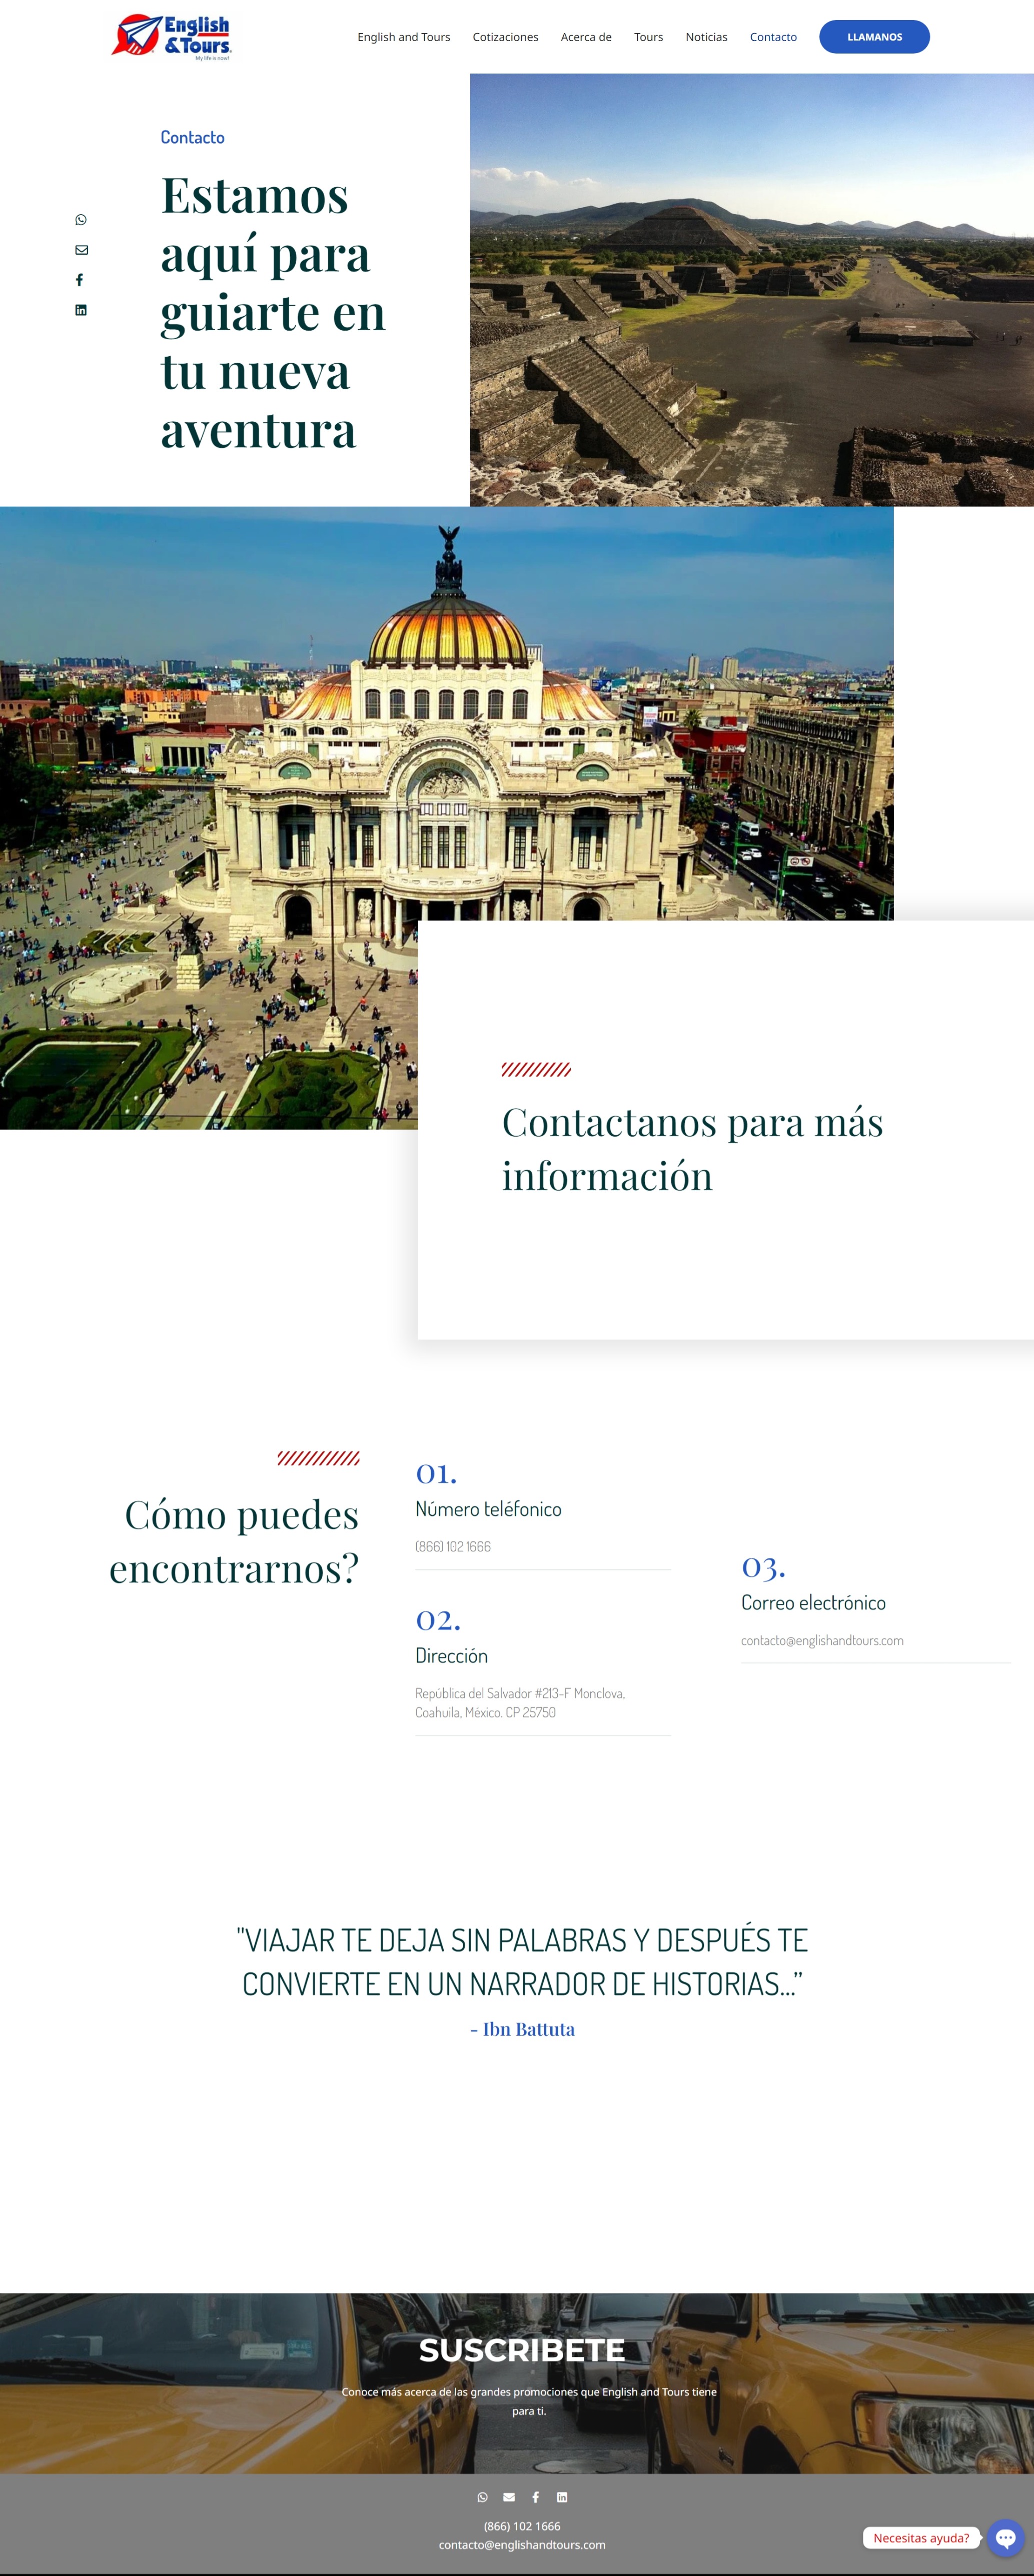 English
&Tours.
My life is now!
English and Tours
Cotizaciones
Acerca de
Tours
Noticias
Contacto
LLAMANOS
Contacto
Estamos
aquí para
guiarte en
tu nueva
aventura
Contactanos para más
información
Cómo puedes
encontrarnos?
01.
Número teléfonico
(866) 102 1666
02.
Dirección
República del Salvador #213-F Monclova,
Coahuila, México. CP 25750
03.
Correo electrónico
contacto@englishandtours.com
"VIAJAR TE DEJA SIN PALABRAS Y DESPUÉS TE
CONVIERTE EN UN NARRADOR DE HISTORIAS...”
- Ibn Battuta
SUSCRIBETE
Conoce más acerca de las grandes promociones que English and Tours tiene
para ti.
(866) 102 1666
contacto@englishandtours.com
Necesitas ayuda?